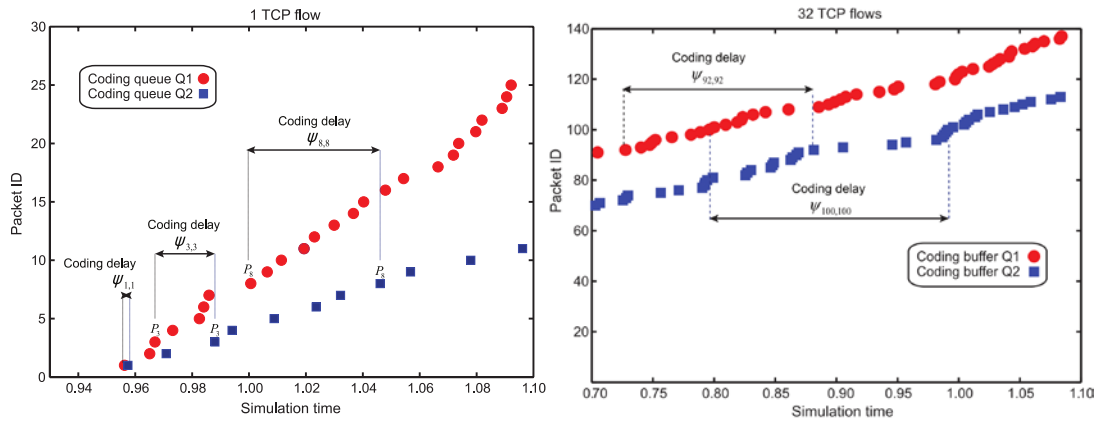 1 TCP flow
30
25
20
15
10
5
0
Packet ID
Coding queue Q1
Coding queue Q2
Coding delay
ψ8,8
Coding delay
ψ3,3
Coding delay
ψ1,1
P8
P8
P3
P3
0.94 0.96 0.98 1.00 1.02 1.04 1.06 1.08 1.10
Simulation time
32 TCP flows
140
120
100
80
60
40
20
0
Packet ID
Coding delay
ψ92,92
Coding delay
ψ100,100
Coding buffer Q1
Coding buffer Q2
0.70 0.75 0.80 0.85 0.90 0.95 1.00 1.05 1.10
Simulation time